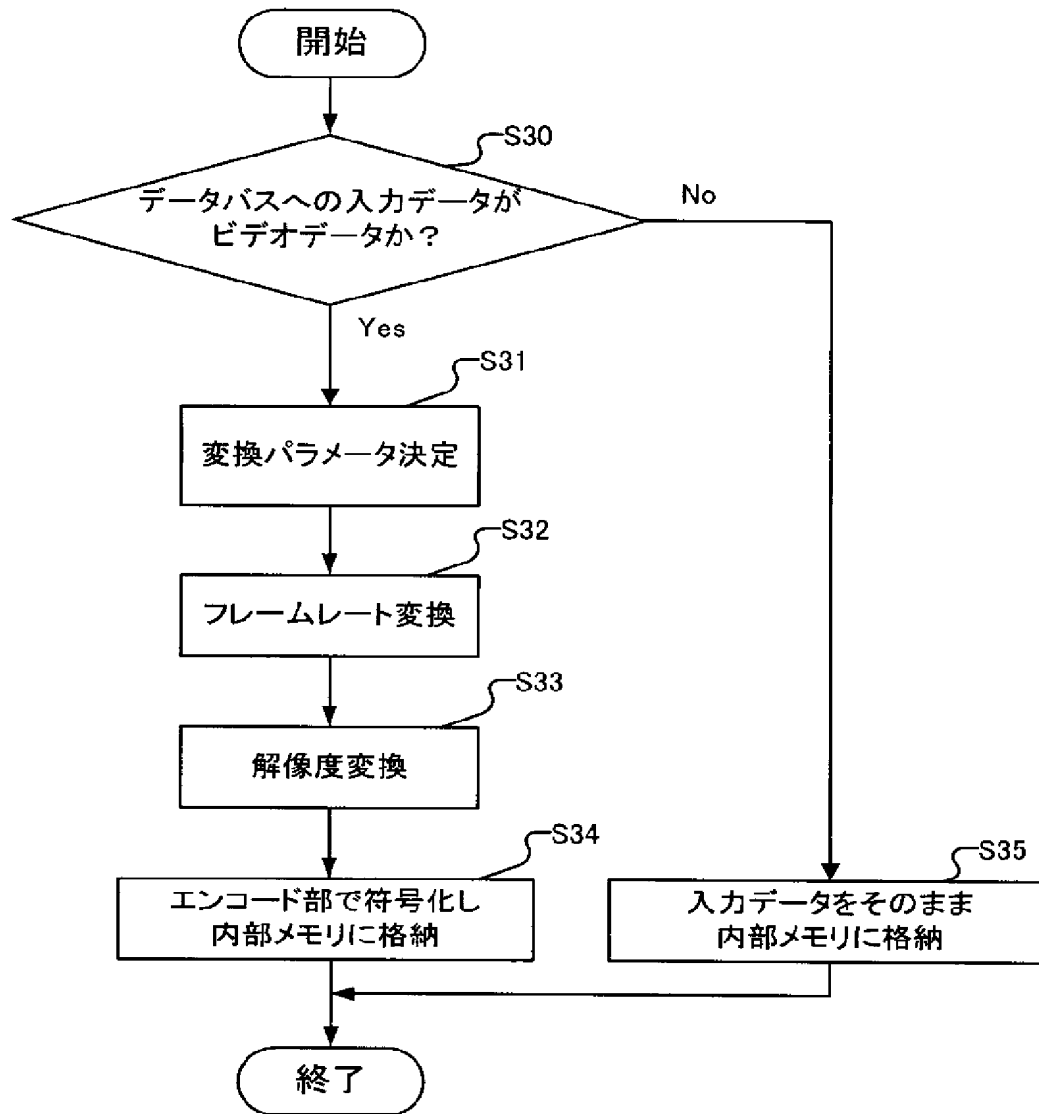 開始
S30
データバスへの入力データが
ビデオデータか？
No
Yes
S31
変換パラメータ決定
S32
フレームレート変換
S33
解像度変換
S34
エンコード部で符号化し
内部メモリに格納
S35
入力データをそのまま
内部メモリに格納
終了